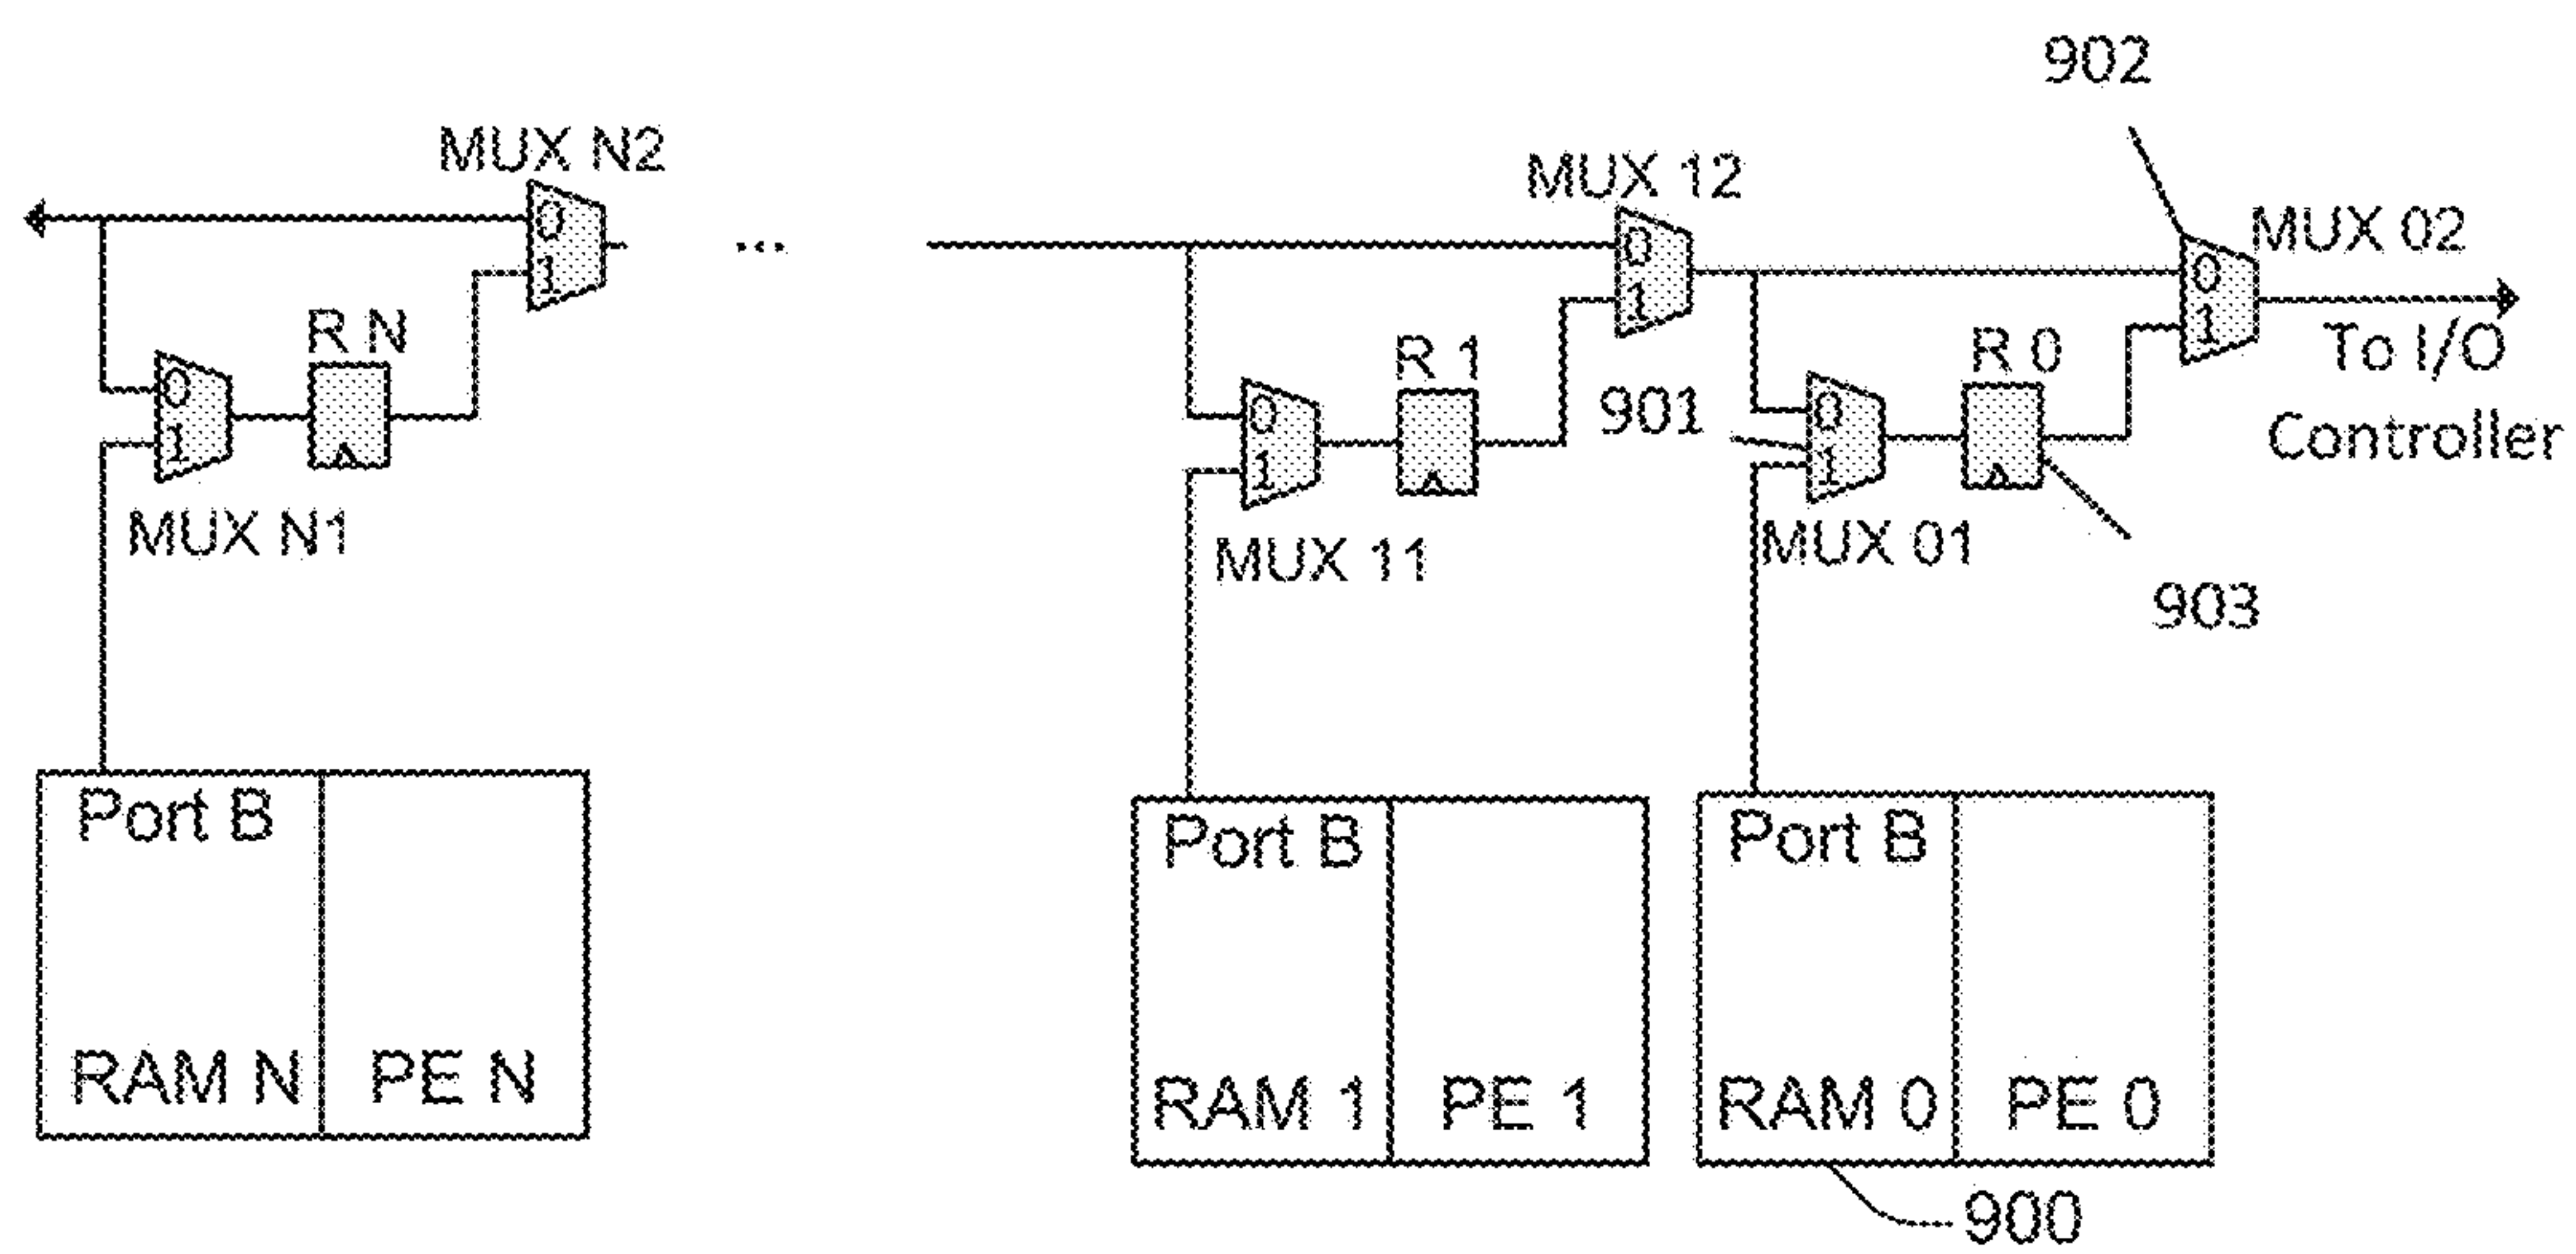 902
MUX N2
MUX 12
MUX 02
0
1
...
0
1
0
1
To I/O
Controller
R N
R 1
R 0
901
0
1
0
1
0
1
MUX N1
MUX 11
MUX 01
903
Port B
Port B
Port B
RAM N
PE N
RAM 1
PE 1
RAM 0
PE 0
900